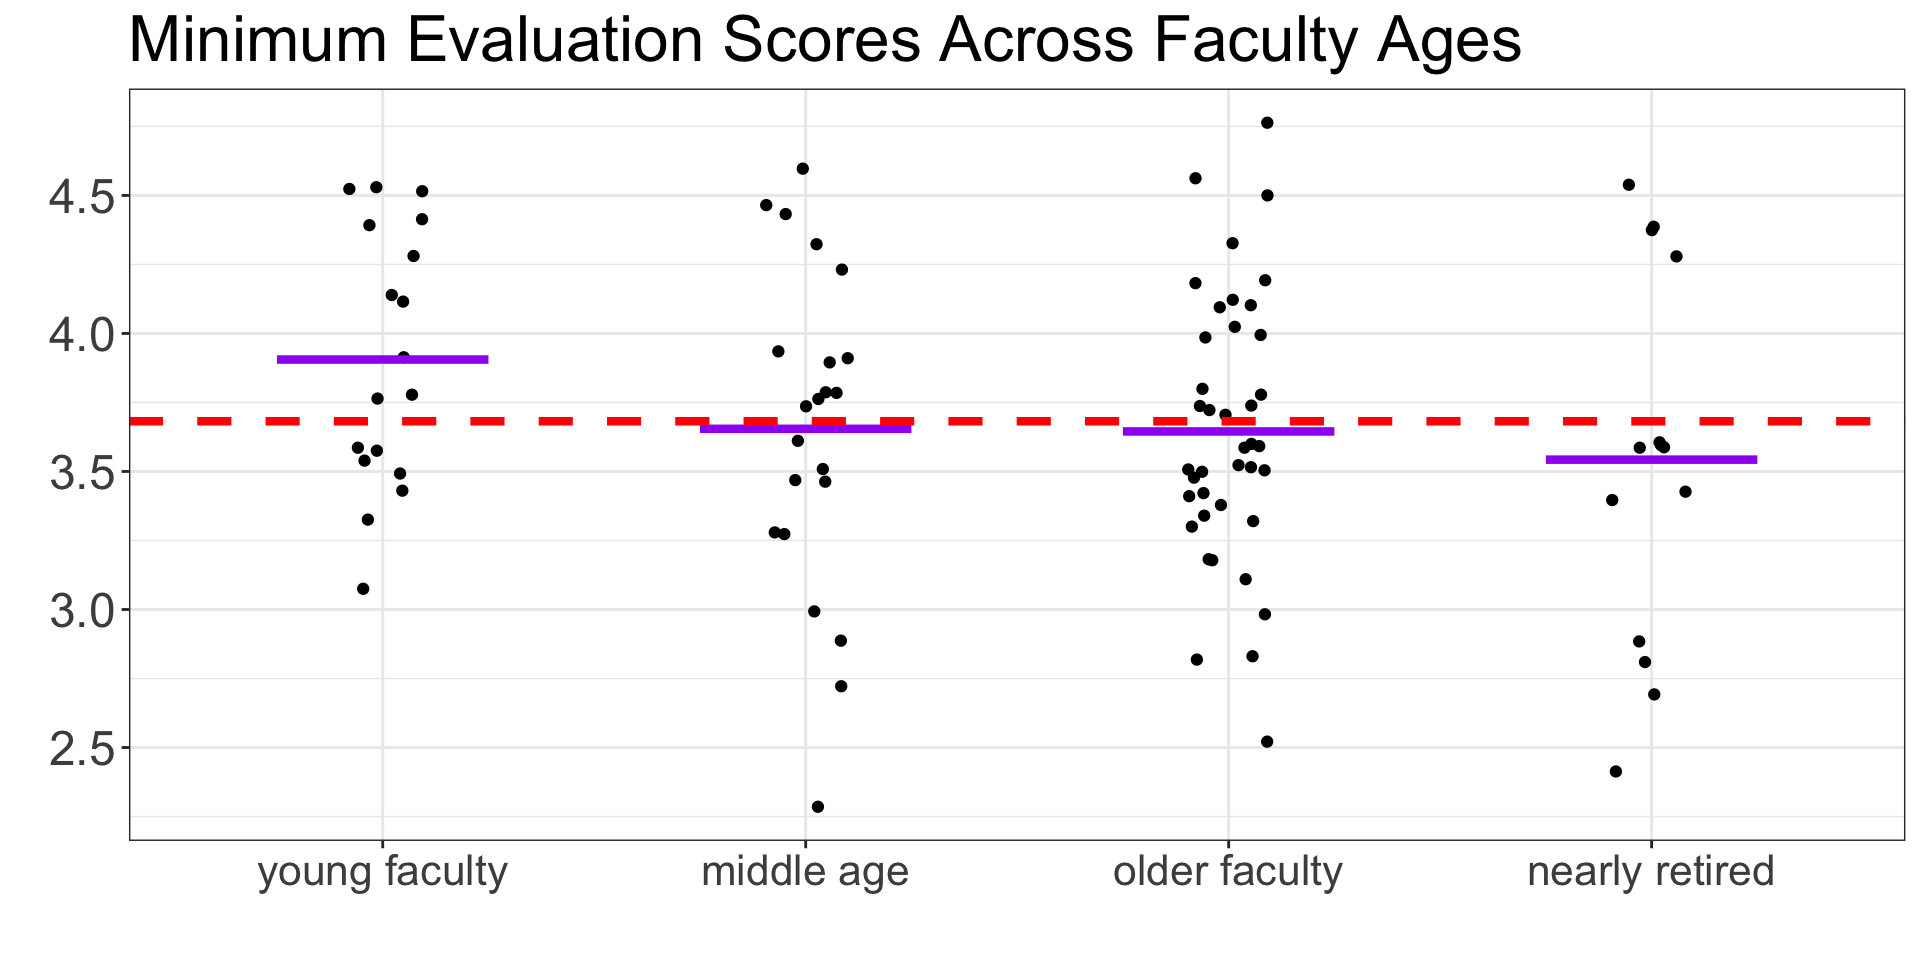 Minimum Evaluation Scores Across Faculty Ages
4.5
4.0
3.5
3.0
2.5
young faculty middle age older faculty nearly retired